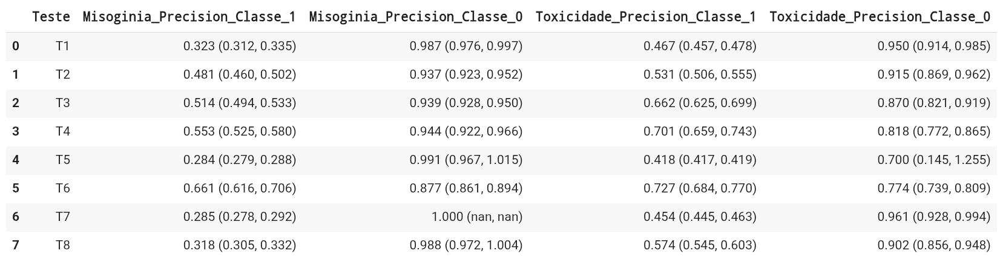 Teste Misoginia_Precision_Classe_1 Misoginia_Precision_Classe_0 Toxicidade_Precision_Classe_1 Toxicidade_Precision_Classe_0
0 T1 0.323 (0.312, 0.335) 0.987 (0.976, 0.997) 0.467 (0.457, 0.478) 0.950 (0.914, 0.985)
1 T2 0.481 (0.460, 0.502) 0.937 (0.923, 0.952) 0.531 (0.506, 0.555) 0.915 (0.869, 0.962)
2 T3 0.514 (0.494, 0.533) 0.939 (0.928, 0.950) 0.662 (0.625, 0.699) 0.870 (0.821, 0.919)
3 T4 0.553 (0.525, 0.580) 0.944 (0.922, 0.966) 0.701 (0.659, 0.743) 0.818 (0.772, 0.865)
4 T5 0.284 (0.279, 0.288) 0.991 (0.967, 1.015) 0.418 (0.417, 0.419) 0.700 (0.145, 1.255)
5 T6 0.661 (0.616, 0.706) 0.877 (0.861, 0.894) 0.727 (0.684, 0.770) 0.774 (0.739, 0.809)
6 T7 0.285 (0.278, 0.292) 1.000 (nan, nan) 0.454 (0.445, 0.463) 0.961 (0.928, 0.994)
7 T8 0.318 (0.305, 0.332) 0.988 (0.972, 1.004) 0.574 (0.545, 0.603) 0.902 (0.856, 0.948)